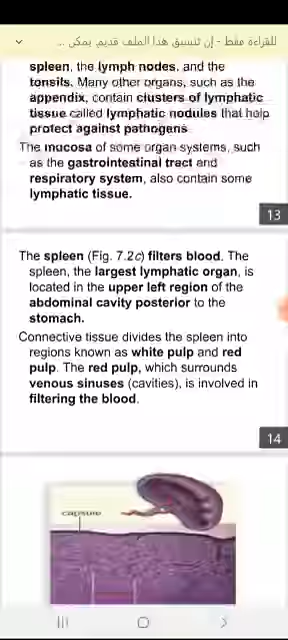 للقراءة فقط - إن تنسيق هذا الملف قديم. يمكن ...
spleen, the lymph nodes, and the
tonsils. Many other organs, such as the
appendix, contain clusters of lymphatic
tissue called lymphatic nodules that help
protect against pathogens
The mucosa of some organ systems, such
as the gastrointestinal tract and
respiratory system, also contain some
lymphatic tissue.
13
The spleen (Fig. 7.2c) filters blood. The
spleen, the largest lymphatic organ, is
located in the upper left region of the
abdominal cavity posterior to the
stomach.
Connective tissue divides the spleen into
regions known as white pulp and red
pulp. The red pulp, which surrounds
venous sinuses (cavities), is involved in
filtering the blood.
14
capsule